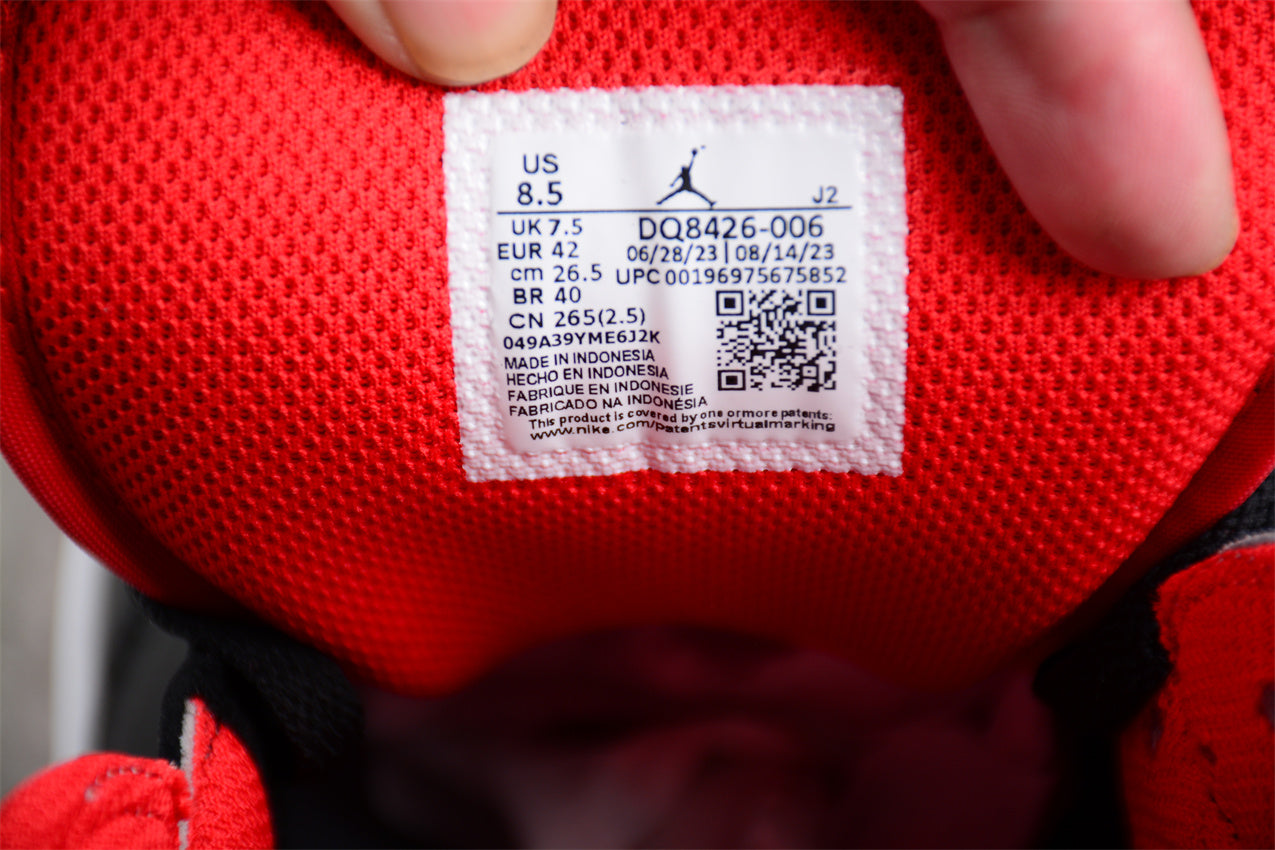 US
8.5
J2
UK 7.5
EUR 42
cm 26.5
BR 40
CN 265(2.5)
DQ8426-006
06/28/23 | 08/14/23
UPC 00196975675852
049A39YME6J2K
MADE IN INDONESIA
HECHO EN INDONESIA
FABRIQUE EN INDONESIE
FABRICADO NA INDONÉSIA
This product is covered by one ormore patents:
www.nike.com/patentsvirtualmarking